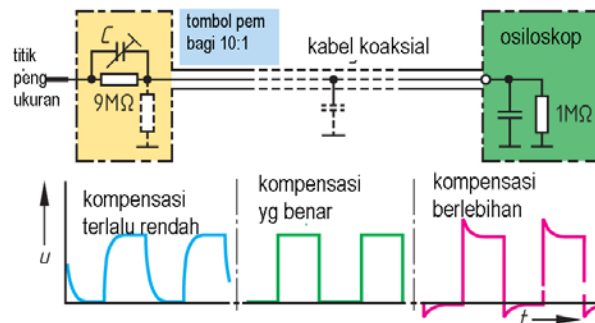 titik
peng
ukuran
C
9MΩ
tombol pem
bagi 10:1
kabel koaksial
osiloskop
1MΩ
U
kompensasi
terlalu rendah
kompensasi
yg benar
kompensasi
berlebihan
t